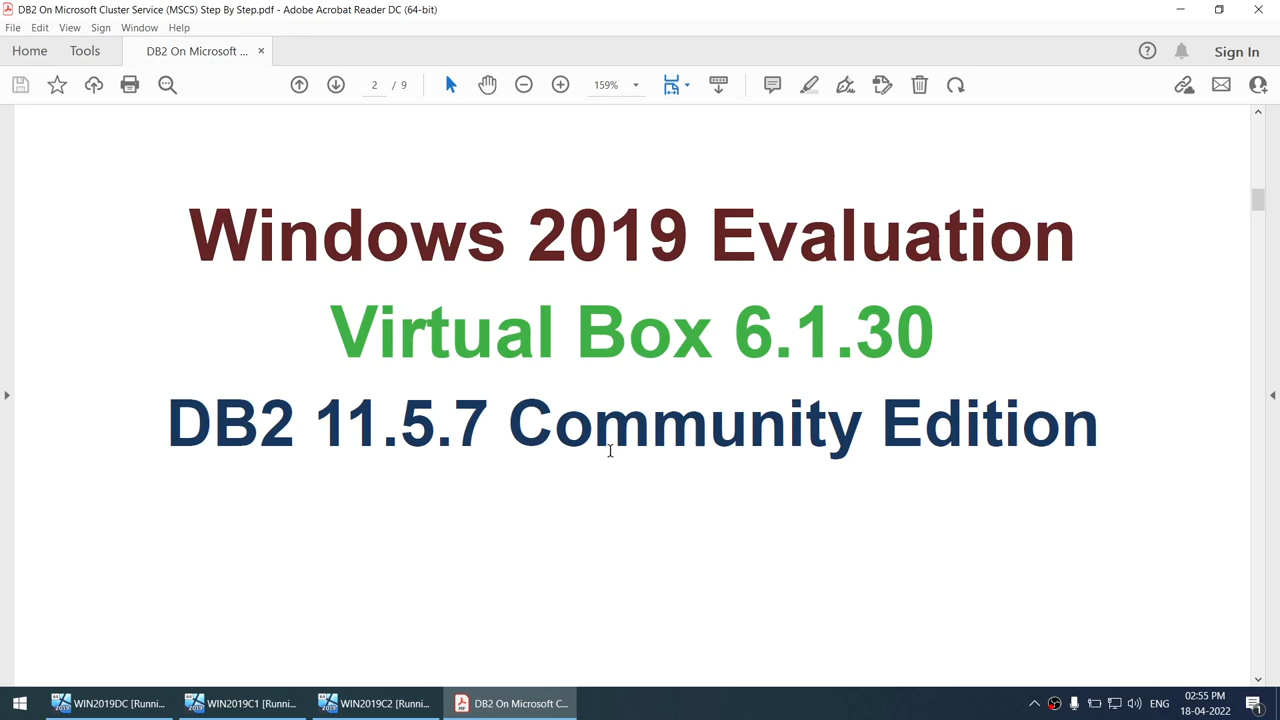 DB2 On Microsoft Cluster Service (MSCS) Step By Step.pdf - Adobe Acrobat Reader DC (64-bit)
File Edit View Sign Window Help
Home Tools DB2 On Microsoft ... × Sign In
2 / 9 159%
Windows 2019 Evaluation
Virtual Box 6.1.30
DB2 11.5.7 Community Edition
WIN2019DC [Runni... WIN2019C1 [Runni... WIN2019C2 [Runni... DB2 On Microsoft C... ENG 02:55 PM
18-04-2022